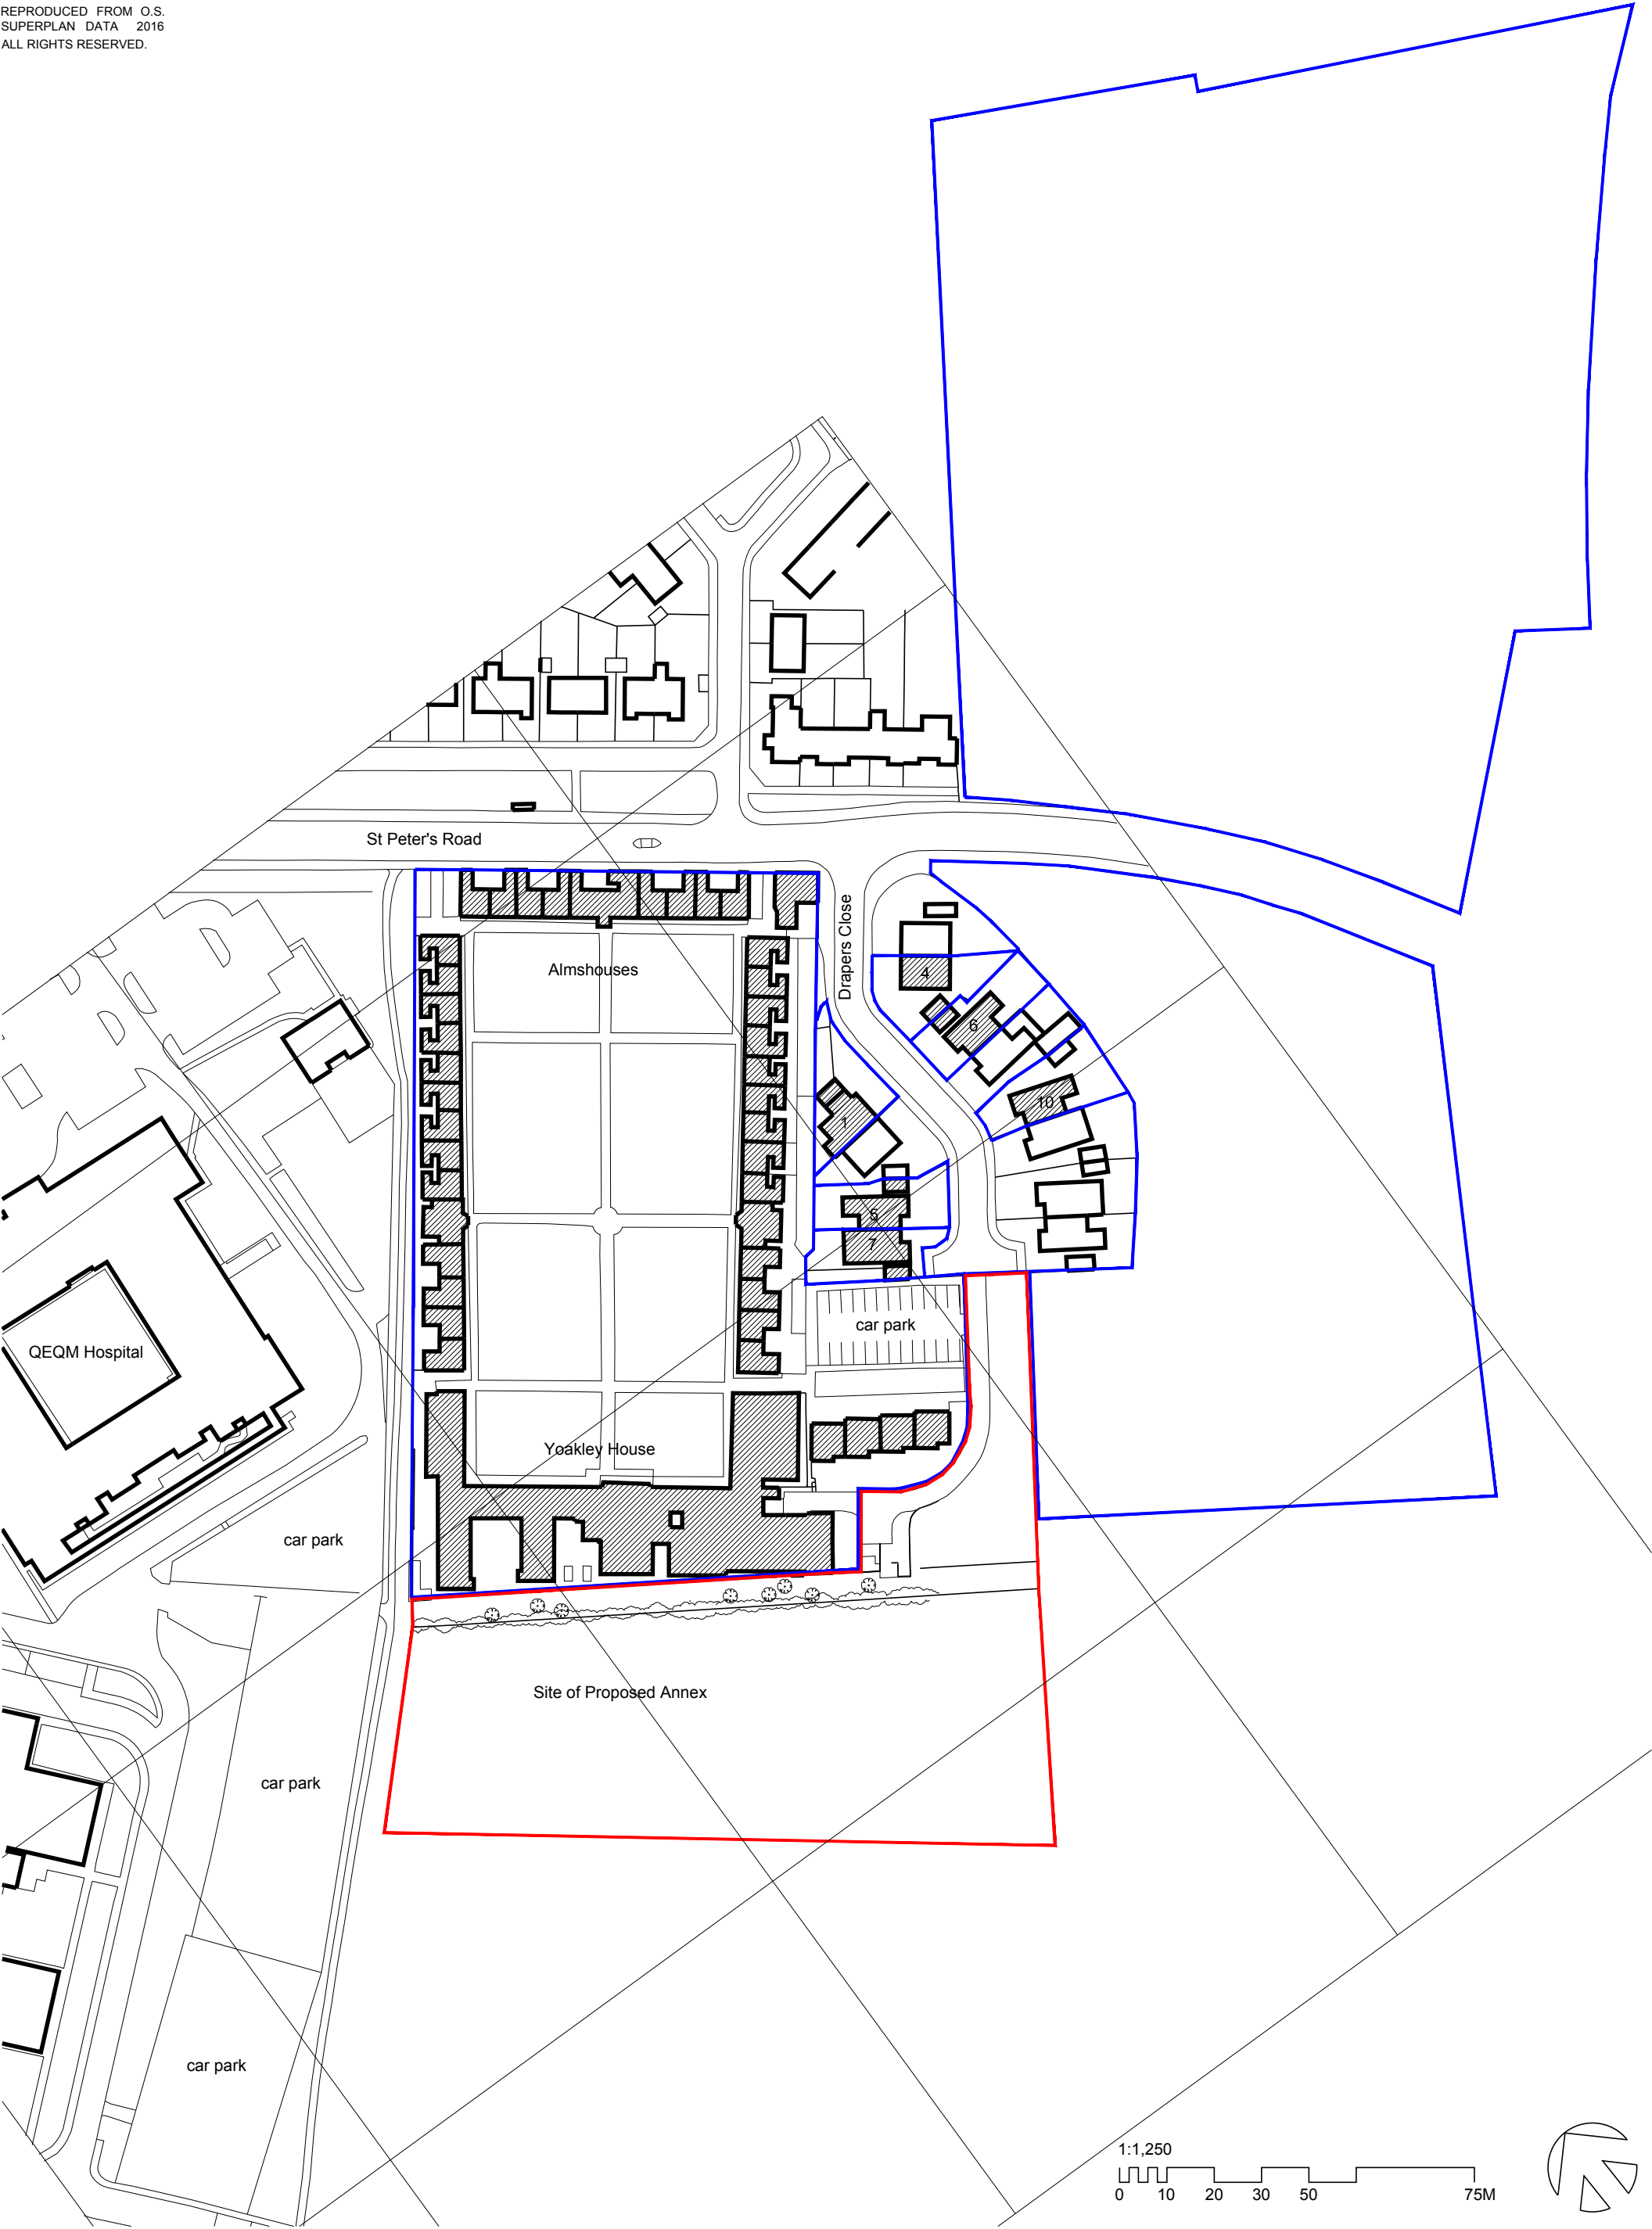 REPRODUCED FROM O.S.
SUPERPLAN DATA 2016
ALL RIGHTS RESERVED.
St Peter's Road
Drapers Close
Almshouses
4
6
10
1
5
7
car park
QEQM Hospital
Yoakley House
car park
Site of Proposed Annex
car park
car park
1:1,250
0 10 20 30 50 75M